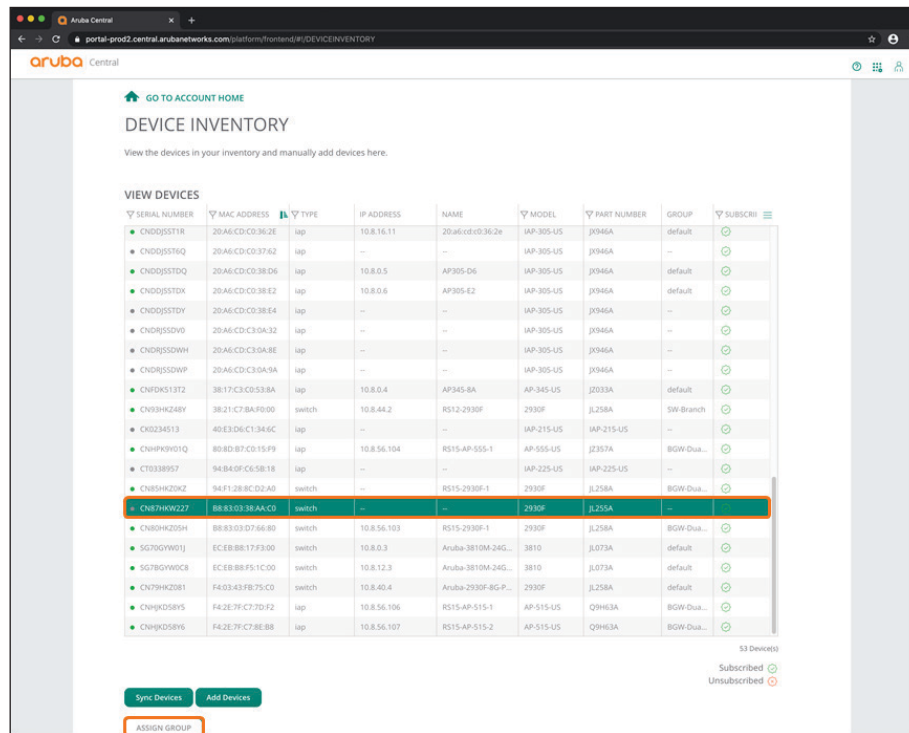 Aruba Central
portal-prod2.central.arubanetworks.com/platform/frontend/#!/DEVICEINVENTORY
aruba Central
GO TO ACCOUNT HOME
DEVICE INVENTORY
View the devices in your inventory and manually add devices here.
VIEW DEVICES
SERIAL NUMBER MAC ADDRESS TYPE IP ADDRESS NAME MODEL PART NUMBER GROUP SUBSCRII
CNDDJSST1R 20:A6:CD:C0:36:2E iap 10.8.16.11 20:a6:cd:c0:36:2e IAP-305-US JX946A default
CNDDJSST6Q 20:A6:CD:C0:37:62 iap -- -- IAP-305-US JX946A --
CNDDJSSTDQ 20:A6:CD:C0:38:D6 iap 10.8.0.5 AP305-D6 IAP-305-US JX946A default
CNDDJSSTDX 20:A6:CD:C0:38:E2 iap 10.8.0.6 AP305-E2 IAP-305-US JX946A default
CNDDJSSTDY 20:A6:CD:C0:38:E4 iap -- -- IAP-305-US JX946A --
CNDRJSSDV0 20:A6:CD:C3:0A:32 iap -- -- IAP-305-US JX946A --
CNDRJSSDWH 20:A6:CD:C3:0A:8E iap -- -- IAP-305-US JX946A --
CNDRJSSDWP 20:A6:CD:C3:0A:9A iap -- -- IAP-305-US JX946A --
CNFDKS13T2 38:17:C3:C0:53:8A iap 10.8.0.4 AP345-8A AP-345-US JZ033A default
CN93HKZ48Y 38:21:C7:BA:F0:00 switch 10.8.44.2 RS12-2930F 2930F JL258A SW-Branch
CK0234513 40:E3:D6:C1:34:6C iap -- -- IAP-215-US IAP-215-US --
CNHPK9Y01Q 80:8D:B7:C0:15:F9 iap 10.8.56.104 RS15-AP-555-1 AP-555-US JZ357A BGW-Dua...
CT0338957 94:B4:0F:C6:5B:18 iap -- -- IAP-225-US IAP-225-US --
CN85HKZ0KZ 94:F1:28:8C:D2:A0 switch -- RS15-2930F-1 2930F JL258A BGW-Dua...
CN87HKW227 B8:83:03:38:AA:C0 switch -- -- 2930F JL255A --
CN80HKZ05H B8:83:03:D7:66:80 switch 10.8.56.103 RS15-2930F-1 2930F JL258A BGW-Dua...
SG70GYW01J EC:EB:B8:17:F3:00 switch 10.8.0.3 Aruba-3810M-24G... 3810 JL073A default
SG7BGYW0C8 EC:EB:B8:F5:1C:00 switch 10.8.12.3 Aruba-3810M-24G... 3810 JL073A default
CN79HKZ081 F4:03:43:FB:75:C0 switch 10.8.40.4 Aruba-2930F-8G-P... 2930F JL258A default
CNHJKD58Y5 F4:2E:7F:C7:7D:F2 iap 10.8.56.106 RS15-AP-515-1 AP-515-US Q9H63A BGW-Dua...
CNHJKD58Y6 F4:2E:7F:C7:8E:B8 iap 10.8.56.107 RS15-AP-515-2 AP-515-US Q9H63A BGW-Dua...
53 Device(s)
Subscribed
Unsubscribed
Sync Devices Add Devices
ASSIGN GROUP